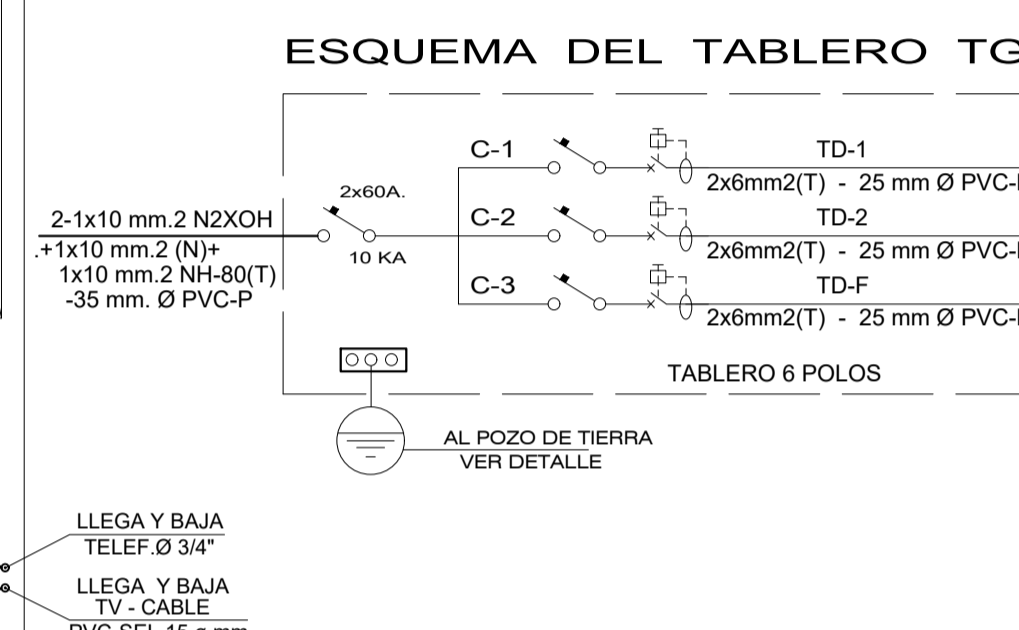 ESQUEMA DEL TABLERO TG
C-1
TD-1
2x6mm2(T) - 25 mm Ø PVC-
2x60A.
2-1x10 mm.2 N2XOH
C-2
TD-2
.+1x10 mm.2 (N)+
10 KA
2x6mm2(T) - 25 mm Ø PVC-
1x10 mm.2 NH-80(T)
C-3
TD-F
-35 mm. Ø PVC-P
2x6mm2(T) - 25 mm Ø PVC-
TABLERO 6 POLOS
AL POZO DE TIERRA
VER DETALLE
LLEGA Y BAJA
TELEF.Ø 3/4"
LLEGA Y BAJA
TV - CABLE